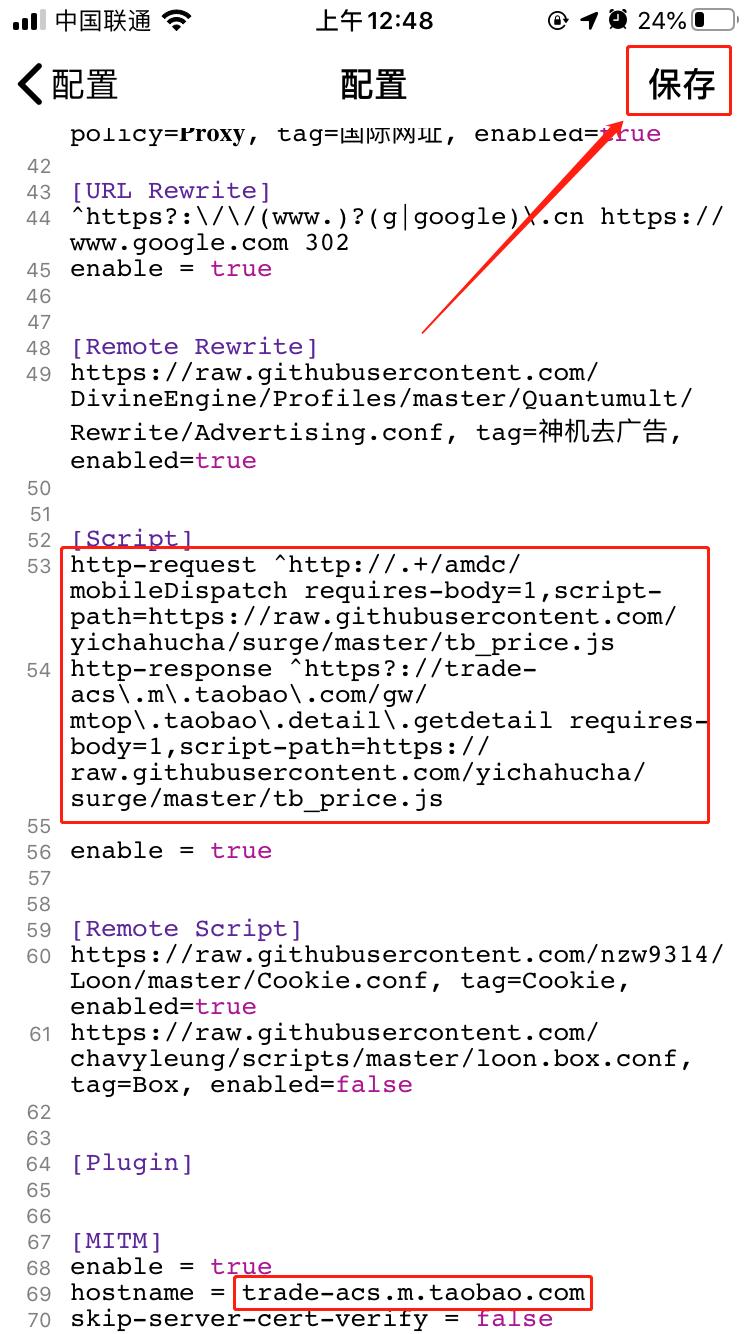 中国联通 上午12:48 24%
配置 配置 保存
policy=Proxy, tag=国际网址, enabled=true
42
43 [URL Rewrite]
44 ^https?:\/\/(www.)?(g|google)\.cn https://
www.google.com 302
45 enable = true
46
47
48 [Remote Rewrite]
49 https://raw.githubusercontent.com/
DivineEngine/Profiles/master/Quantumult/
Rewrite/Advertising.conf, tag=神机去广告,
enabled=true
50
51
52 [Script]
53 http-request ^http://.+/amdc/
mobileDispatch requires-body=1,script-
path=https://raw.githubusercontent.com/
yichahucha/surge/master/tb_price.js
54 http-response ^https?://trade-
acs\.m\.taobao\.com/gw/
mtop\.taobao\.detail\.getdetail requires-
body=1,script-path=https://
raw.githubusercontent.com/yichahucha/
surge/master/tb_price.js
55
56 enable = true
57
58
59 [Remote Script]
60 https://raw.githubusercontent.com/nzw9314/
Loon/master/Cookie.conf, tag=Cookie,
enabled=true
61 https://raw.githubusercontent.com/
chavyleung/scripts/master/loon.box.conf,
tag=Box, enabled=false
62
63
64 [Plugin]
65
66
67 [MITM]
68 enable = true
69 hostname = trade-acs.m.taobao.com
70 skip-server-cert-verify = false